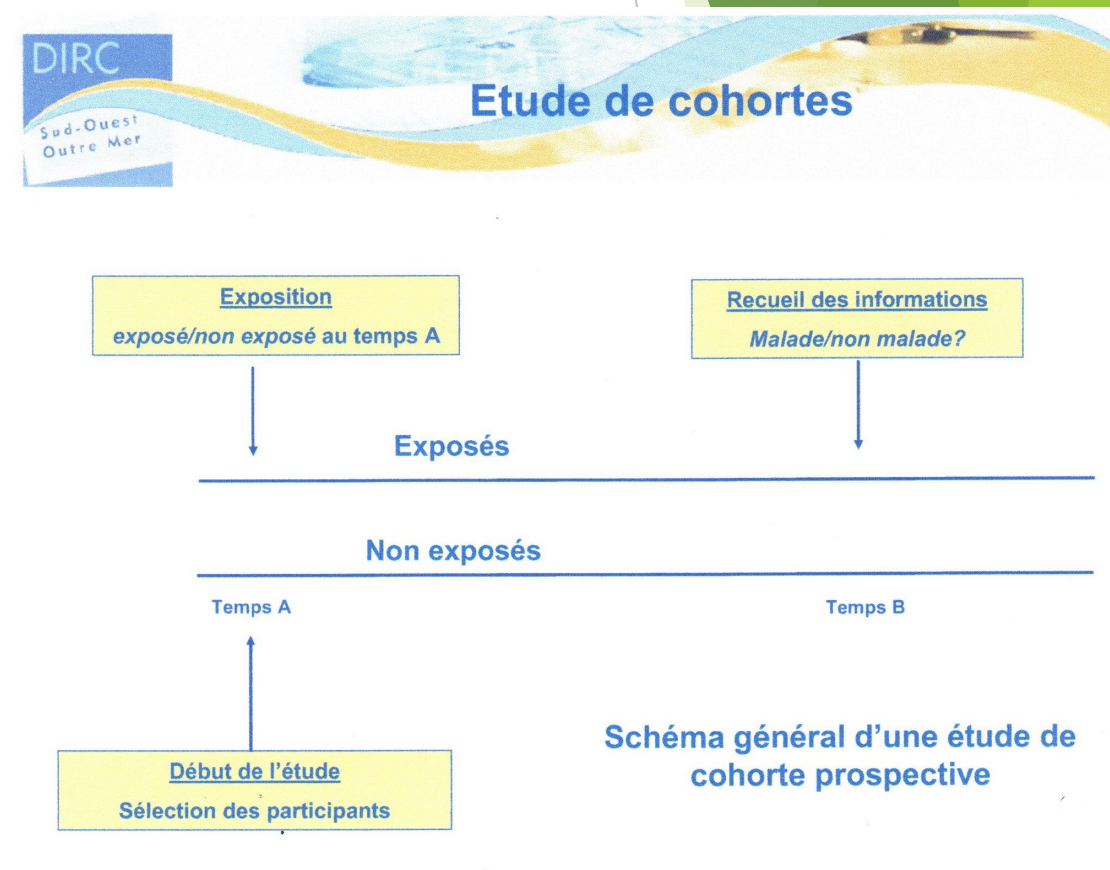 DIRC
Sud-Ouest
Outre Mer
Etude de cohortes
Exposition
exposé/non exposé au temps A
Recueil des informations
Malade/non malade?
Exposés
Non exposés
Temps A
Temps B
Début de l'étude
Sélection des participants
Schéma général d'une étude de
cohorte prospective